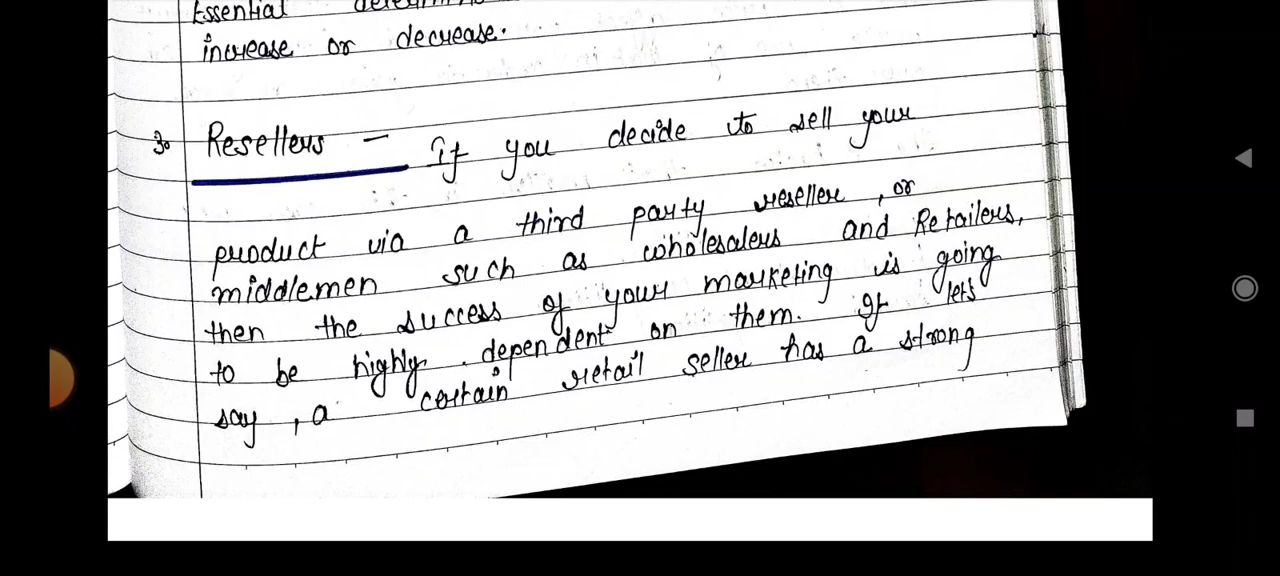 Essential
increase or decrease.
3. Resellers - If you decide to sell your
product via a third party reseller, or
middlemen such as wholesalers and Retailers,
then the success of your marketing is going
to be highly dependent on them. If lets
say, a certain retail seller has a strong